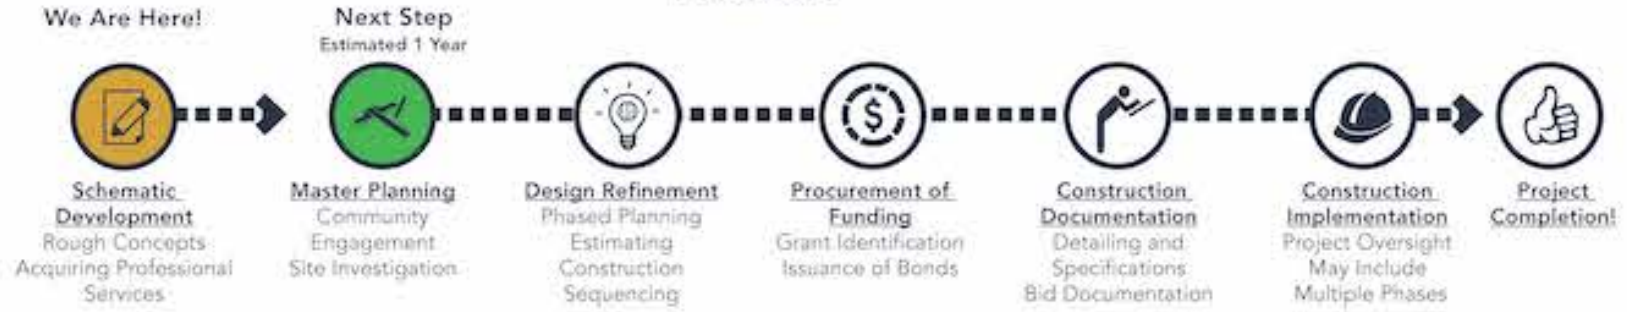 We Are Here!
Next Step
Estimated 1 Year
$
Schematic
Development
Rough Concepts
Acquiring Professional
Services
Master Planning
Community
Engagement
Site Investigation
Design Refinement
Phased Planning
Estimating
Construction
Sequencing
Procurement of
Funding
Grant Identification
Issuance of Bonds
Construction
Documentation
Detailing and
Specifications
Bid Documentation
Construction
Implementation
Project Oversight
May Include
Multiple Phases
Project
Completion!